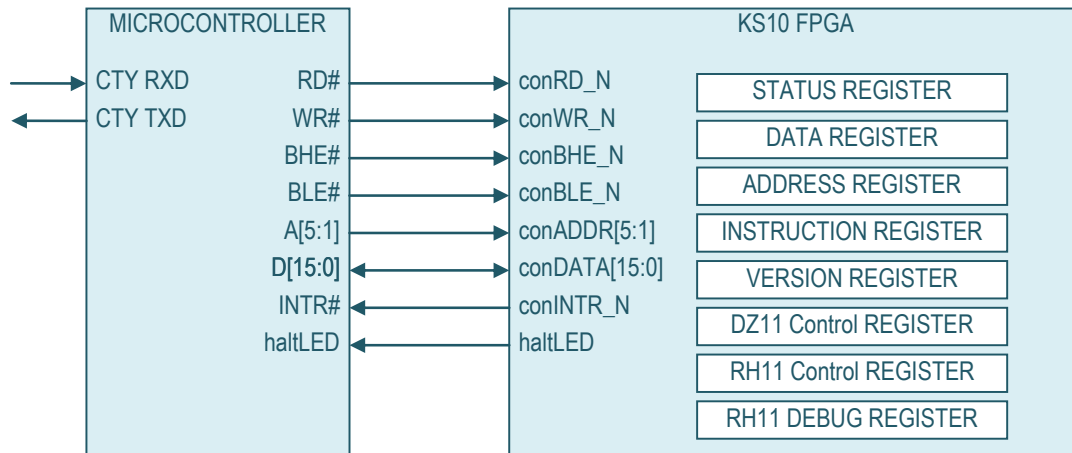 MICROCONTROLLER
CTY RXD
CTY TXD
RD#
WR#
BHE#
BLE#
A[5:1]
D[15:0]
INTR#
haltLED
KS10 FPGA
conRD_N
conWR_N
conBHE_N
conBLE_N
conADDR[5:1]
conDATA[15:0]
conINTR_N
haltLED
STATUS REGISTER
DATA REGISTER
ADDRESS REGISTER
INSTRUCTION REGISTER
VERSION REGISTER
DZ11 Control REGISTER
RH11 Control REGISTER
RH11 DEBUG REGISTER